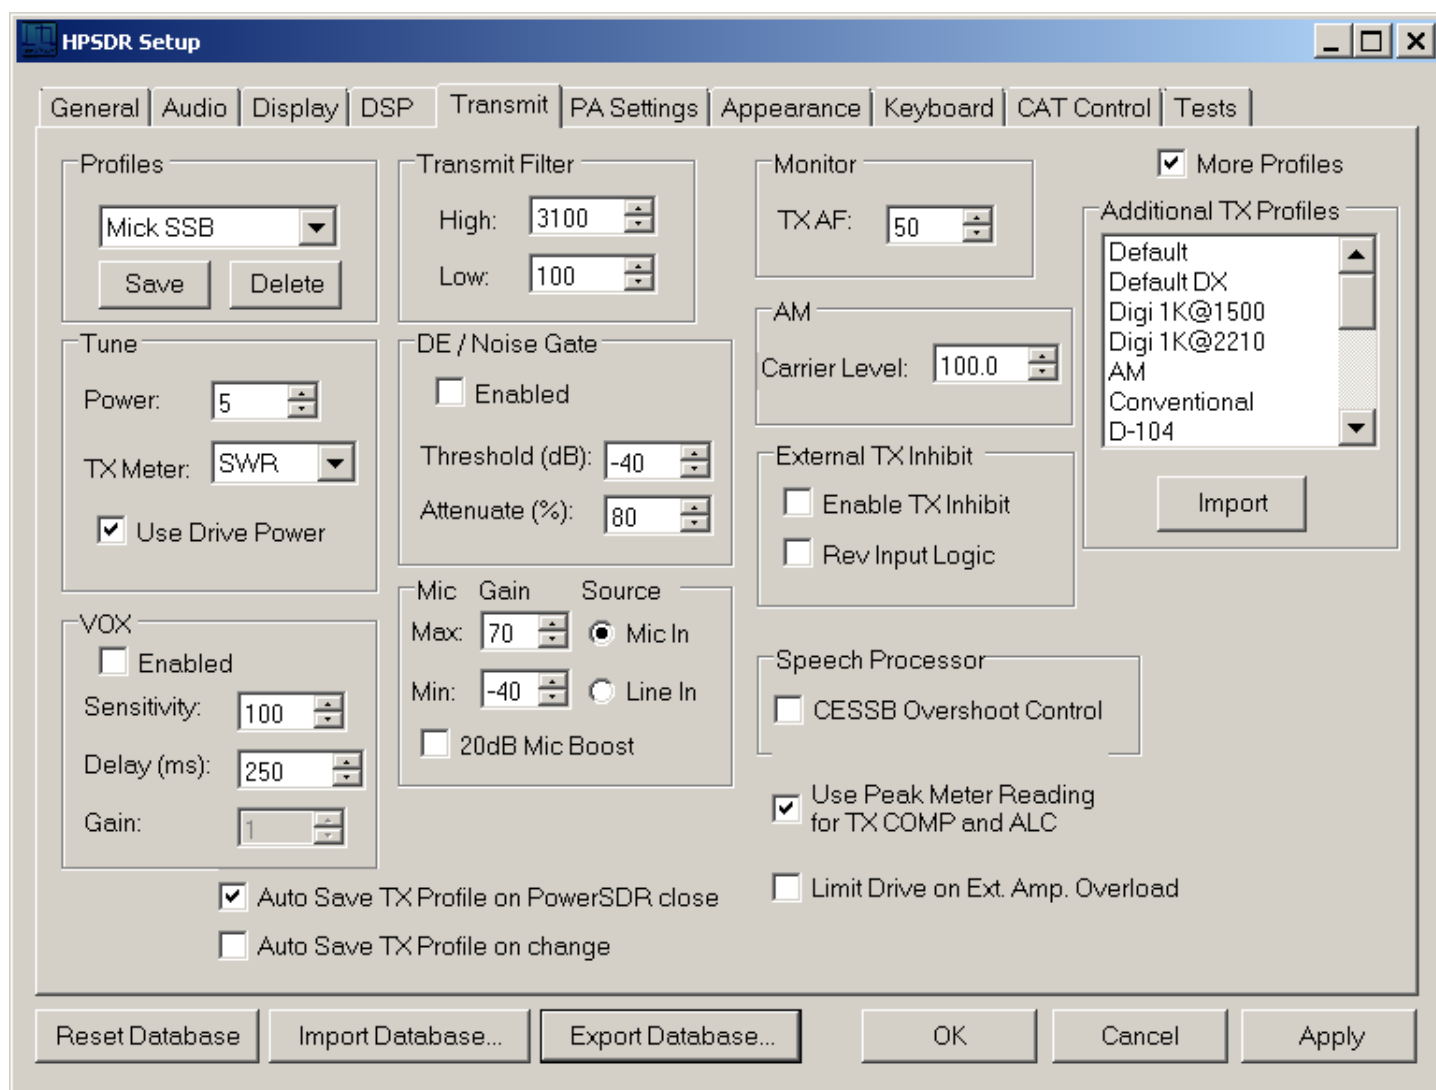 HPSDR Setup
General Audio Display DSP Transmit PA Settings Appearance Keyboard CAT Control Tests
Profiles
Mick SSB
Save Delete
Tune
Power: 5
TX Meter: SWR
Use Drive Power
VOX
Enabled
Sensitivity: 100
Delay (ms): 250
Gain: 1
Transmit Filter
High: 3100
Low: 100
DE / Noise Gate
Enabled
Threshold (dB): -40
Attenuate (%): 80
Mic Gain Source
Max: 70 Mic In
Min: -40 Line In
20dB Mic Boost
Auto Save TX Profile on PowerSDR close
Auto Save TX Profile on change
Monitor
TX AF: 50
AM
Carrier Level: 100.0
External TX Inhibit
Enable TX Inhibit
Rev Input Logic
Speech Processor
CESSB Overshoot Control
Use Peak Meter Reading
for TX COMP and ALC
Limit Drive on Ext. Amp. Overload
More Profiles
Additional TX Profiles
Default
Default DX
Digi 1K@1500
Digi 1K@2210
AM
Conventional
D-104
Import
Reset Database Import Database... Export Database... OK Cancel Apply